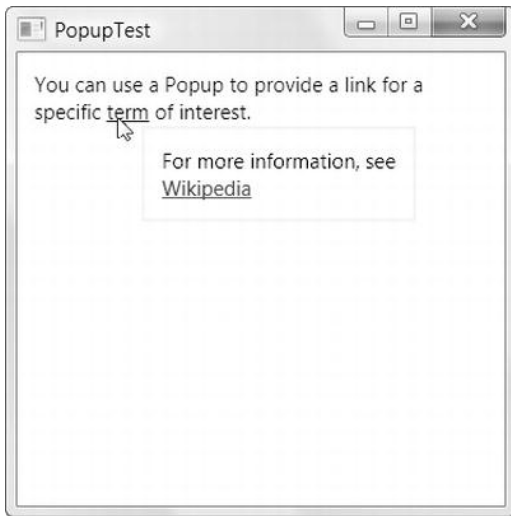 PopupTest
You can use a Popup to provide a link for a
specific term of interest.
For more information, see
Wikipedia